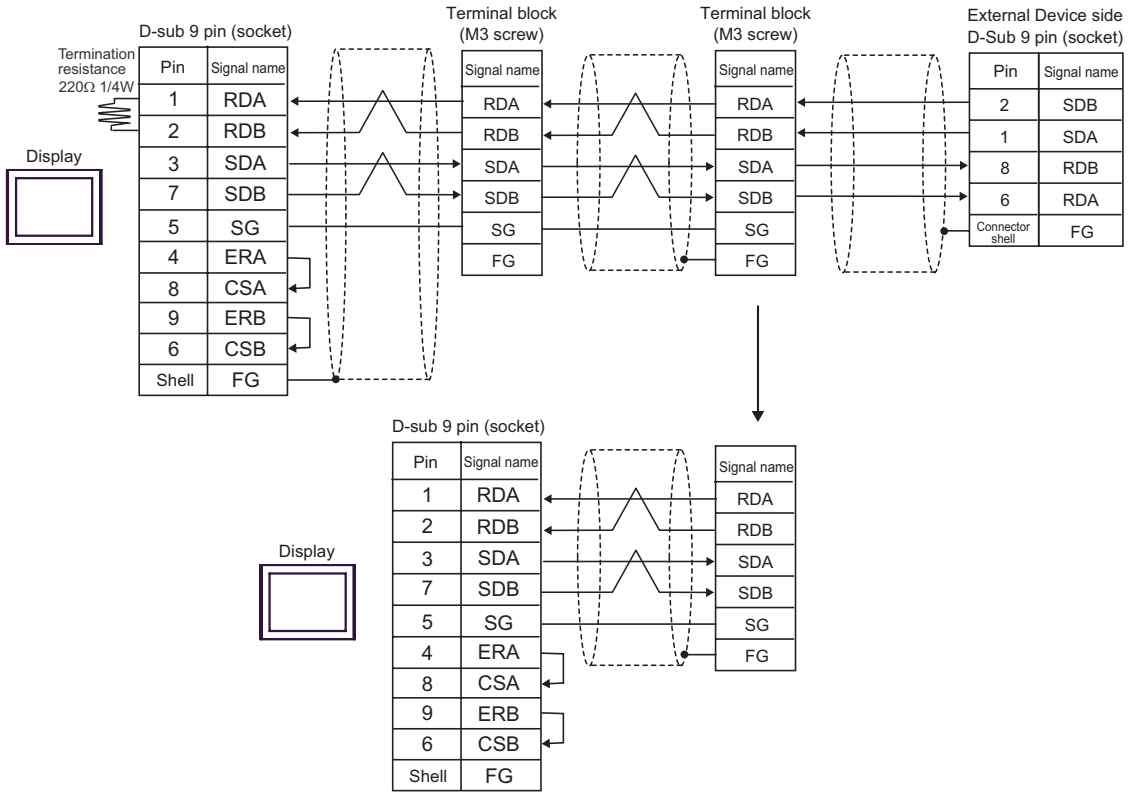 D-sub 9 pin (socket)
Terminal block
(M3 screw)
Terminal block
(M3 screw)
External Device side
D-Sub 9 pin (socket)
Termination
resistance
220Ω 1/4W
Display
Pin Signal name
1 RDA
2 RDB
3 SDA
7 SDB
5 SG
4 ERA
8 CSA
9 ERB
6 CSB
Shell FG
Signal name
RDA
RDB
SDA
SDB
SG
FG
Signal name
RDA
RDB
SDA
SDB
SG
FG
Pin Signal name
2 SDB
1 SDA
8 RDB
6 RDA
Connector
shell FG
D-sub 9 pin (socket)
Display
Pin Signal name
1 RDA
2 RDB
3 SDA
7 SDB
5 SG
4 ERA
8 CSA
9 ERB
6 CSB
Shell FG
Signal name
RDA
RDB
SDA
SDB
SG
FG